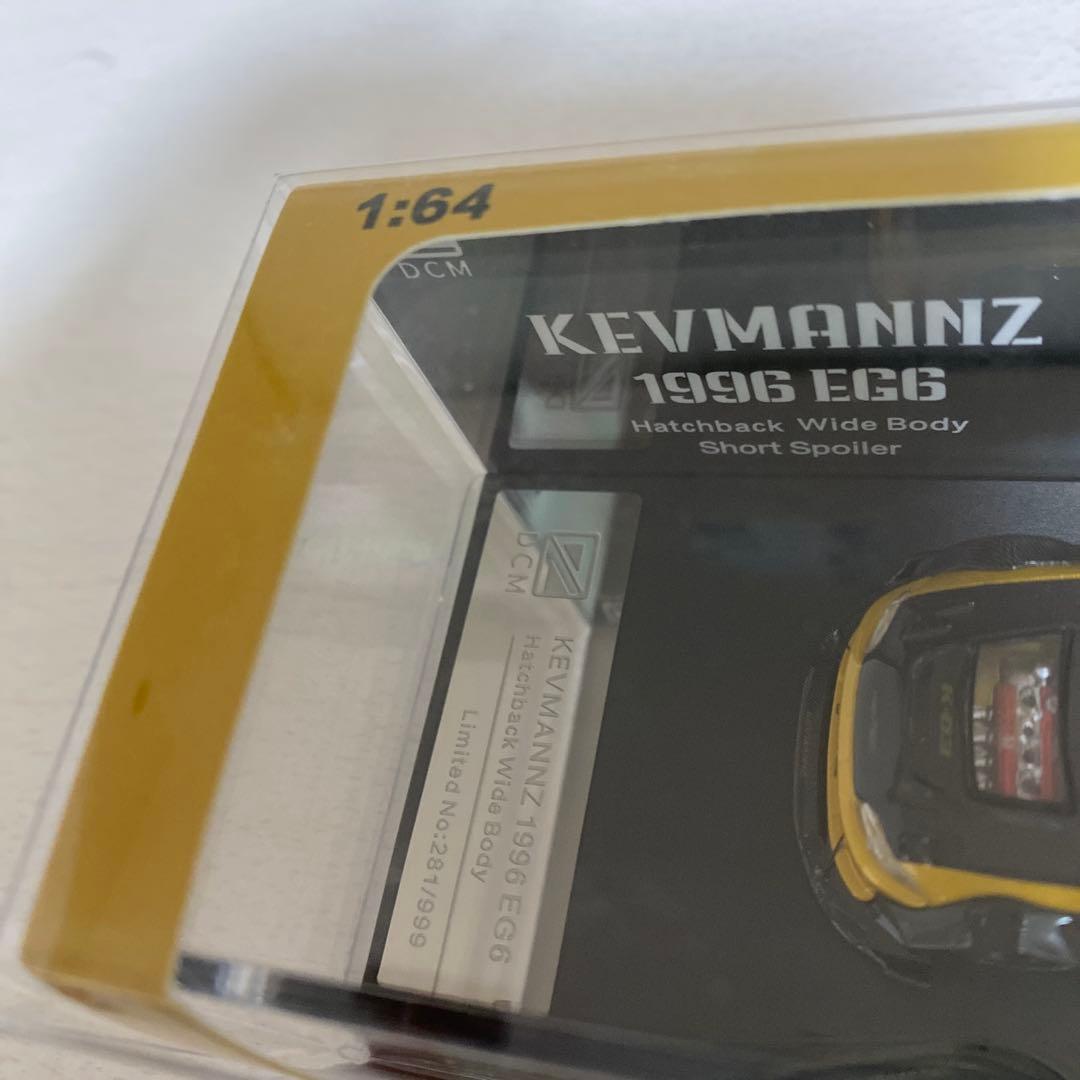 1:64
DCM
KEVMANNZ
1996 EG6
Hatchback Wide Body
Short Spoiler
DCM
KEVMANNZ 1996 EG6
Hatchback Wide Body
Limited No:281/999